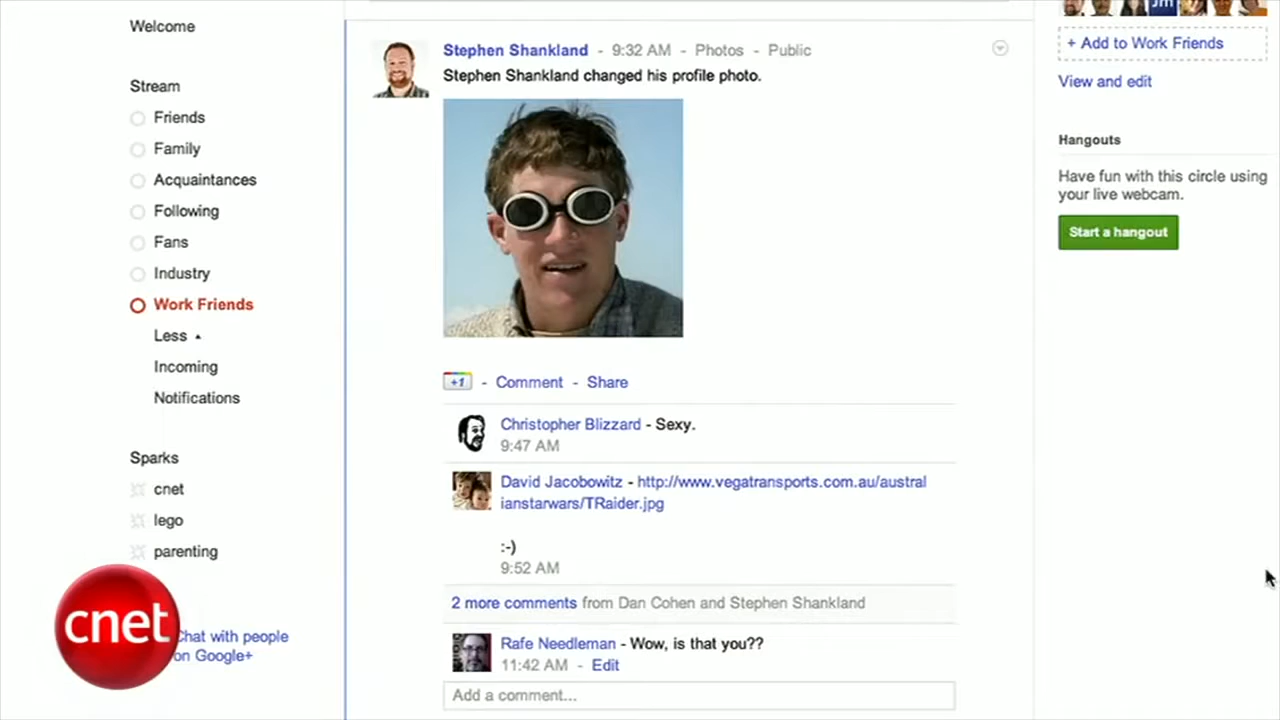 Welcome
Stream
Friends
Family
Acquaintances
Following
Fans
Industry
Work Friends
Less
Incoming
Notifications
Sparks
cnet
lego
parenting
Chat with people
on Google+
cnet
Stephen Shankland - 9:32 AM - Photos - Public
Stephen Shankland changed his profile photo.
+1 - Comment - Share
Christopher Blizzard - Sexy.
9:47 AM
David Jacobowitz - http://www.vegatransports.com.au/austral
ianstarwars/TRaider.jpg
:-)
9:52 AM
2 more comments from Dan Cohen and Stephen Shankland
Rafe Needleman - Wow, is that you??
11:42 AM - Edit
Add a comment...
Jm
+ Add to Work Friends
View and edit
Hangouts
Have fun with this circle using
your live webcam.
Start a hangout